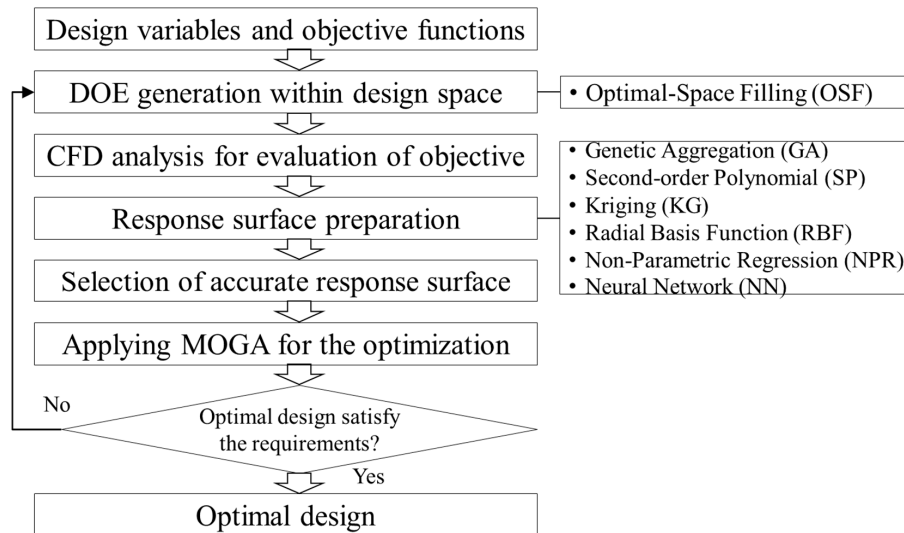 Design variables and objective functions
DOE generation within design space
• Optimal-Space Filling (OSF)
CFD analysis for evaluation of objective
• Genetic Aggregation (GA)
• Second-order Polynomial (SP)
• Kriging (KG)
• Radial Basis Function (RBF)
• Non-Parametric Regression (NPR)
• Neural Network (NN)
Response surface preparation
Selection of accurate response surface
Applying MOGA for the optimization
No
Optimal design satisfy
the requirements?
Yes
Optimal design